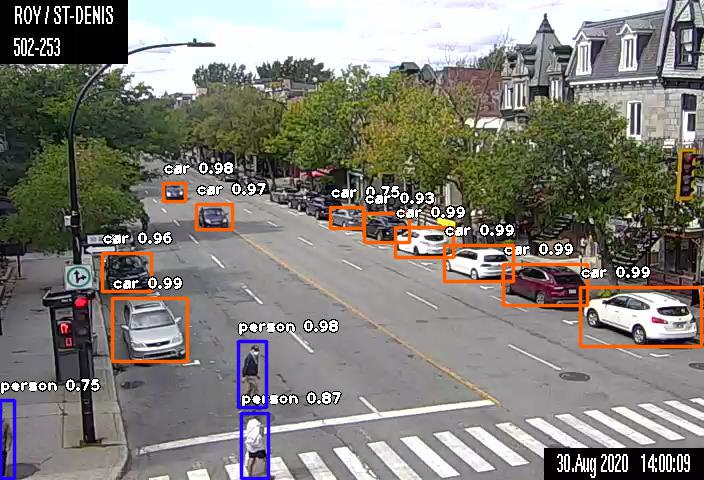 ROY / ST-DENIS
502-253
car 0.98
car 0.97
car 0.75
car 0.93
car 0.99
car 0.96
car 0.99
car 0.99
car 0.99
car 0.99
person 0.98
person 0.75
person 0.87
0
30.Aug 2020 14:00:09